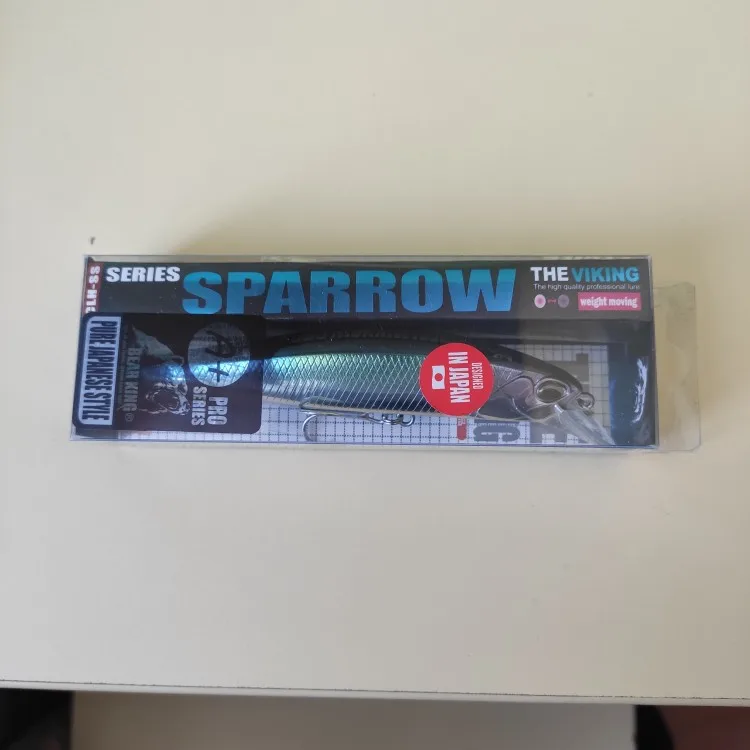 SERIES
SPARROW
THE VIKING
The high quality professional lure
weight moving
PURE JAPANESE STYLE
BEAR KING®
A+
PRO
SERIES
DESIGNED
IN JAPAN